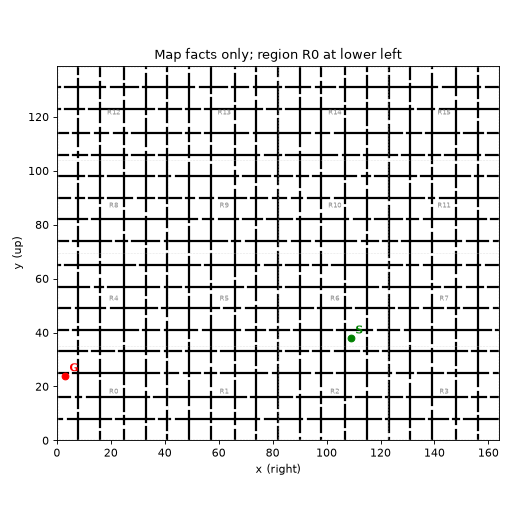 Map facts only; region R0 at lower left
y (up)
120
100
80
60
40
20
0
R12
R13
R14
R15
R8
R9
R10
R11
R4
R5
R6
R7
S
G
R0
R1
R2
R3
0
20
40
60
80
100
120
140
160
x (right)